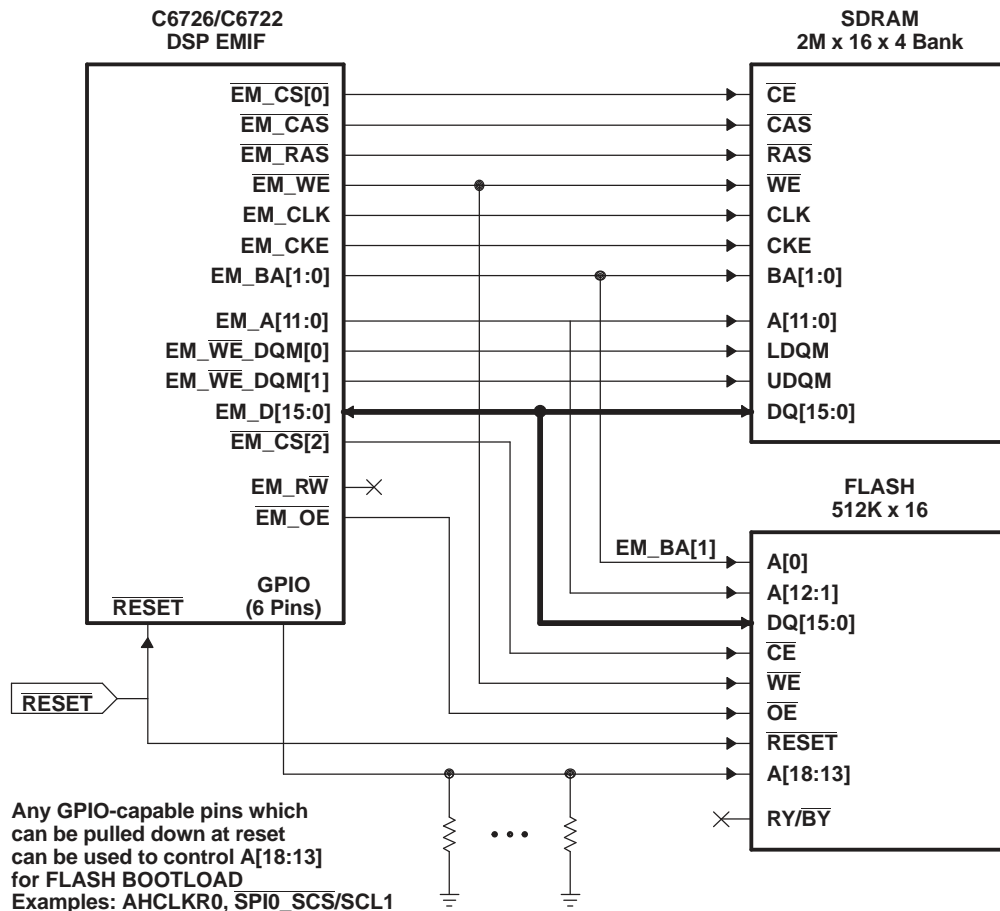 C6726/C6722
DSP EMIF
SDRAM
2M x 16 x 4 Bank
EM_CS[0]
EM_CAS
EM_RAS
EM_WE
EM_CLK
EM_CKE
EM_BA[1:0]
EM_A[11:0]
EM_WE_DQM[0]
EM_WE_DQM[1]
EM_D[15:0]
EM_CS[2]
EM_RW
EM_OE
GPIO
(6 Pins)
RESET
CE
CAS
RAS
WE
CLK
CKE
BA[1:0]
A[11:0]
LDQM
UDQM
DQ[15:0]
FLASH
512K x 16
EM_BA[1]
A[0]
A[12:1]
DQ[15:0]
CE
WE
OE
RESET
A[18:13]
RY/BY
RESET
Any GPIO-capable pins which
can be pulled down at reset
can be used to control A[18:13]
for FLASH BOOTLOAD
Examples: AHCLKR0, SPI0_SCS/SCL1